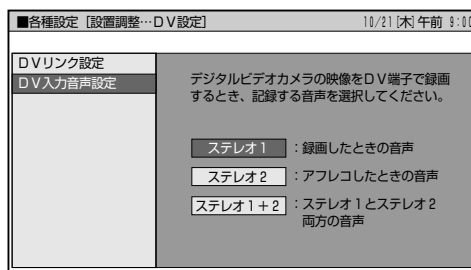 ■各種設定［設置調整…ＤＶ設定］ 10/21[木]午前 9:00
ＤＶリンク設定
ＤＶ入力音声設定
デジタルビデオカメラの映像をＤＶ端子で録画
するとき、記録する音声を選択してください。
ステレオ1 ：録画したときの音声
ステレオ2 ：アフレコしたときの音声
ステレオ1＋2 ：ステレオ1とステレオ2
両方の音声